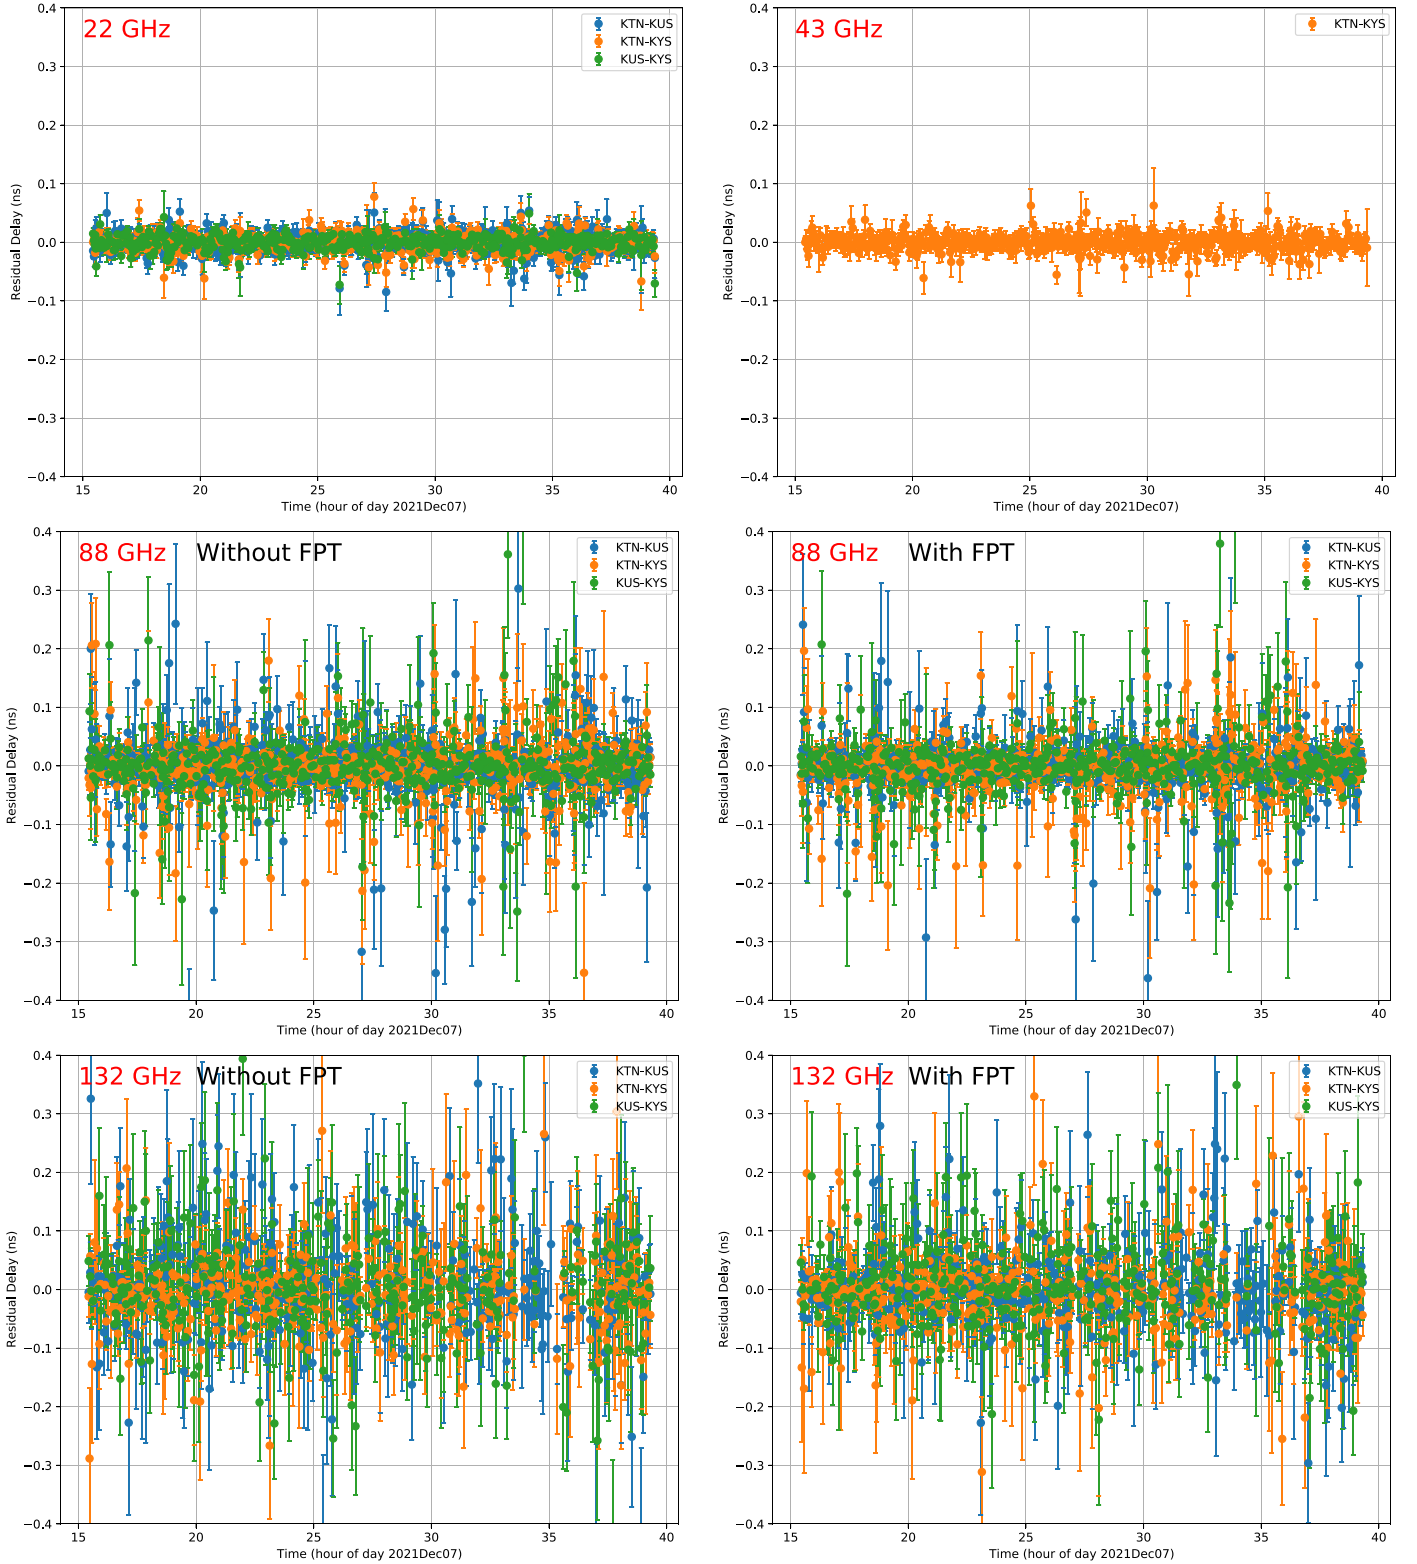 22 GHz
KTN-KUS
KTN-KYS
KUS-KYS
0.4
0.3
0.2
0.1
0.0
−0.1
−0.2
−0.3
−0.4
Residual Delay (ns)
15 20 25 30 35 40
Time (hour of day 2021Dec07)
43 GHz
KTN-KYS
0.4
0.3
0.2
0.1
0.0
−0.1
−0.2
−0.3
−0.4
Residual Delay (ns)
15 20 25 30 35 40
Time (hour of day 2021Dec07)
88 GHz Without FPT
KTN-KUS
KTN-KYS
KUS-KYS
0.4
0.3
0.2
0.1
0.0
−0.1
−0.2
−0.3
−0.4
Residual Delay (ns)
15 20 25 30 35 40
Time (hour of day 2021Dec07)
88 GHz With FPT
KTN-KUS
KTN-KYS
KUS-KYS
0.4
0.3
0.2
0.1
0.0
−0.1
−0.2
−0.3
−0.4
Residual Delay (ns)
15 20 25 30 35 40
Time (hour of day 2021Dec07)
132 GHz Without FPT
KTN-KUS
KTN-KYS
KUS-KYS
0.4
0.3
0.2
0.1
0.0
−0.1
−0.2
−0.3
−0.4
Residual Delay (ns)
15 20 25 30 35 40
Time (hour of day 2021Dec07)
132 GHz With FPT
KTN-KUS
KTN-KYS
KUS-KYS
0.4
0.3
0.2
0.1
0.0
−0.1
−0.2
−0.3
−0.4
Residual Delay (ns)
15 20 25 30 35 40
Time (hour of day 2021Dec07)